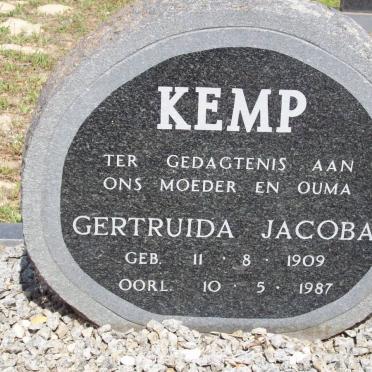 KEMP
TER GEDAGTENIS AAN
ONS MOEDER EN OUMA
GERTRUIDA JACOBA
GEB. 11 · 8 · 1909
OORL. 10 · 5 · 1987